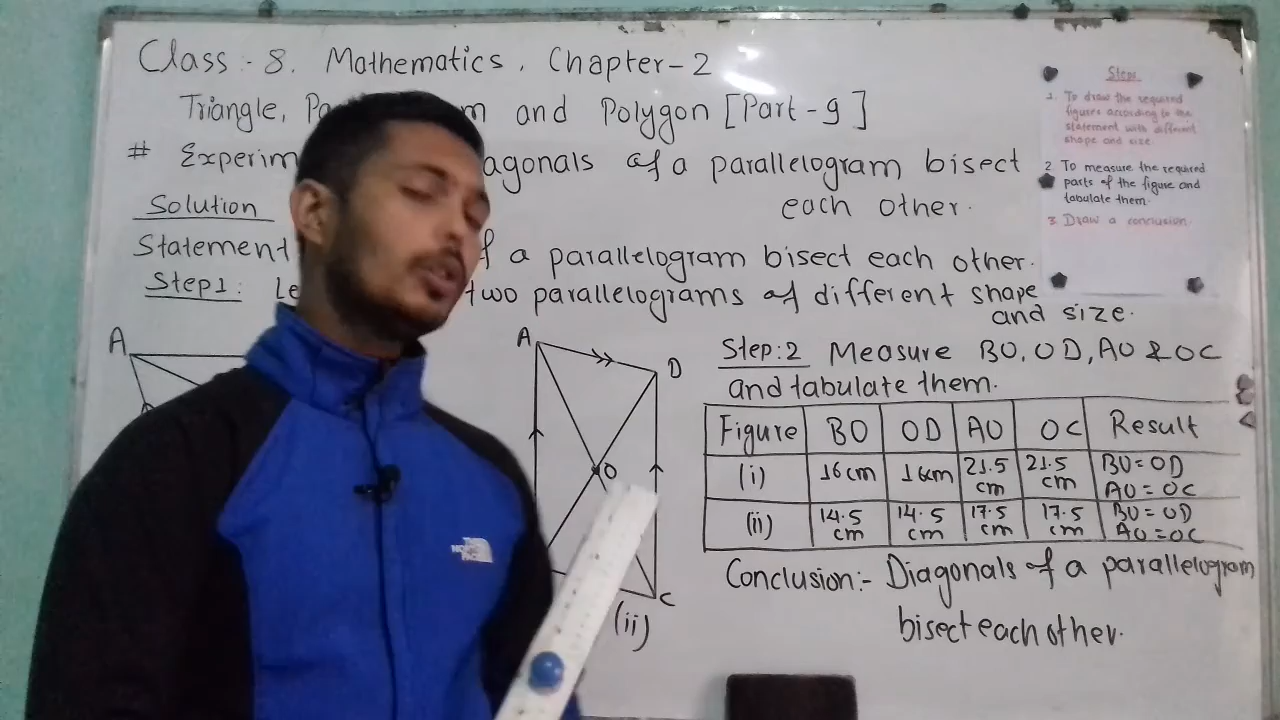 Class - 8. Mathematics, Chapter-2
Triangle, Pa m and Polygon [Part-9]
# Experim agonals of a parallelogram bisect
each other.
Solution
Statement f a parallelogram bisect each other.
Step1: Le two parallelograms of different shape
and size.
A
A
D
O
C
(ii)
Step:2 Measure BO, OD, AO & OC
and tabulate them.
Figure BO OD AO OC Result
(i) 16cm 16cm 21.5 cm 21.5 cm BO=OD AO=OC
(ii) 14.5 cm 14.5 cm 17.5 cm 17.5 cm BO=OD AO=OC
Conclusion:- Diagonals of a parallelogram
bisect each other.
Steps
1. To draw the required
figures according to the
statement with different
shape and size.
2 To measure the required
parts of the figure and
tabulate them.
3. Draw a conclusion.